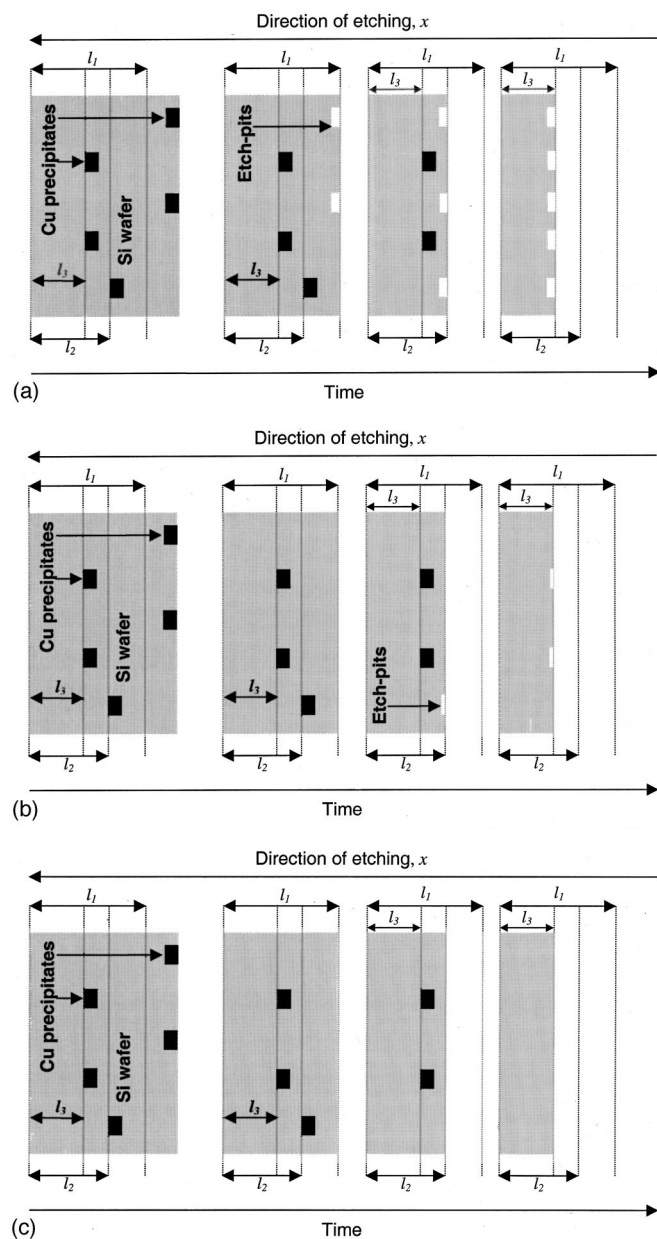 Direction of etching, x
l1 l1 l1 l1
l3 l3
Cu precipitates
Si wafer
Etch-pits
l3 l3
l2 l2 l2 l2
(a)
Time
Direction of etching, x
l1 l1 l1 l1
l3 l3
Cu precipitates
Si wafer
Etch-pits
l3 l3
l2 l2 l2 l2
(b)
Time
Direction of etching, x
l1 l1 l1 l1
l3 l3
Cu precipitates
Si wafer
l3 l3
l2 l2 l2 l2
(c)
Time